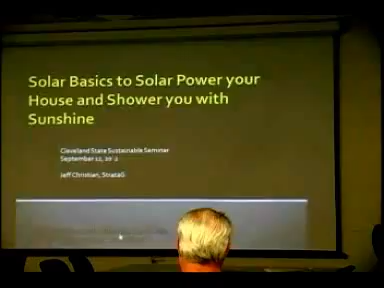 Solar Basics to Solar Power your
House and Shower you with
Sunshine
Cleveland State Sustainable Seminar
September 12,
Jeff Christian, StrataG